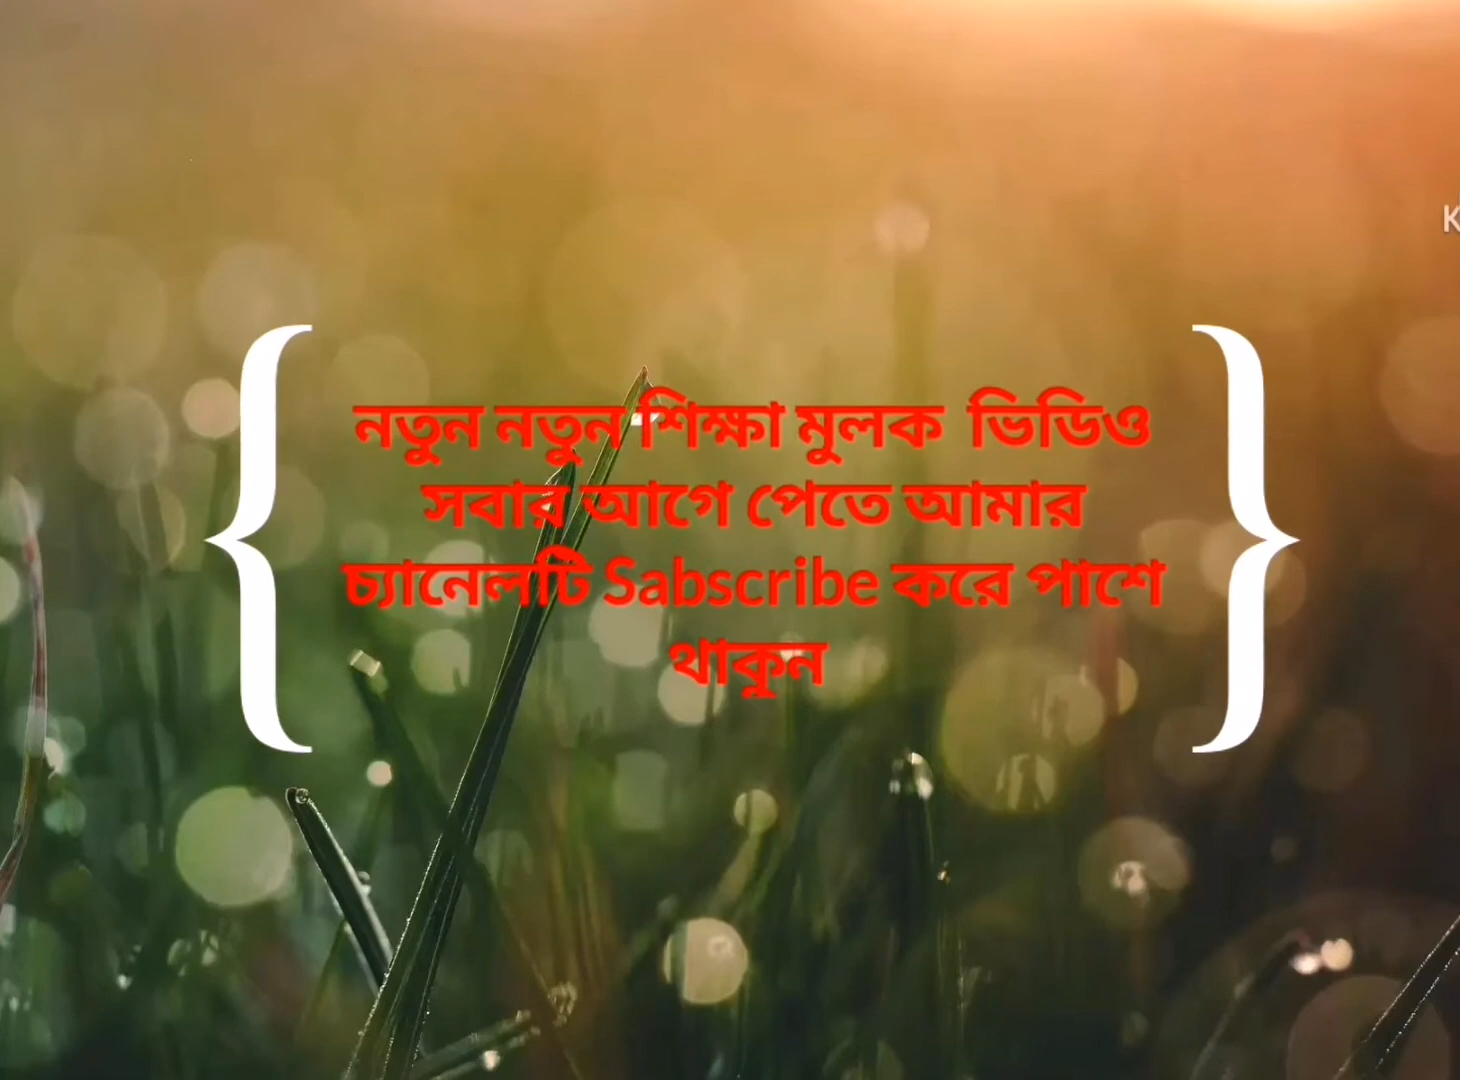 নতুন নতুন শিক্ষা মুলক ভিডিও
সবার আগে পেতে আমার
চ্যানেলটি Sabscribe করে পাশে
থাকুন